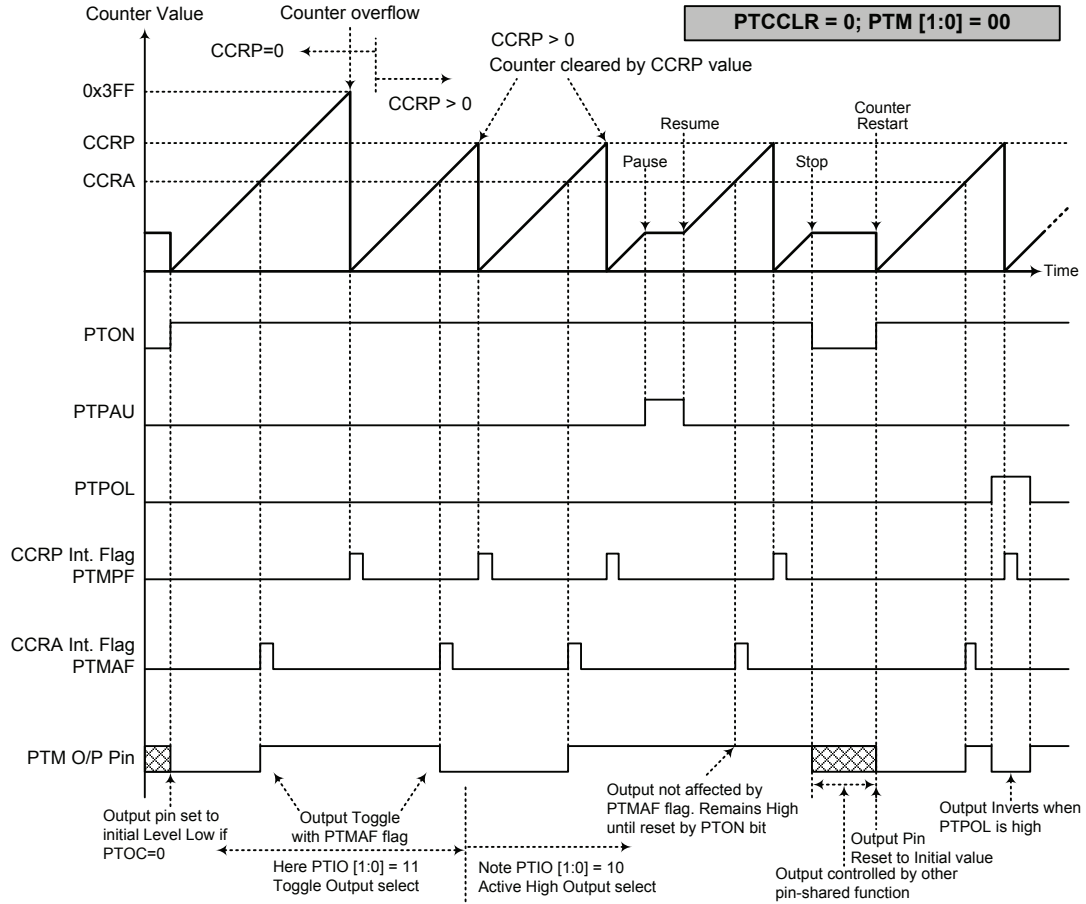 Counter Value
Counter overflow
PTCCLR = 0; PTM [1:0] = 00
CCRP=0
CCRP > 0
CCRP > 0
Counter cleared by CCRP value
0x3FF
CCRP
CCRA
Pause
Resume
Stop
Counter
Restart
Time
PTON
PTPAU
PTPOL
CCRP Int. Flag
PTMPF
CCRA Int. Flag
PTMAF
PTM O/P Pin
Output pin set to
initial Level Low if
PTOC=0
Output Toggle
with PTMAF flag
Here PTIO [1:0] = 11
Toggle Output select
Note PTIO [1:0] = 10
Active High Output select
Output not affected by
PTMAF flag. Remains High
until reset by PTON bit
Output Pin
Reset to Initial value
Output controlled by other
pin-shared function
Output Inverts when
PTPOL is high